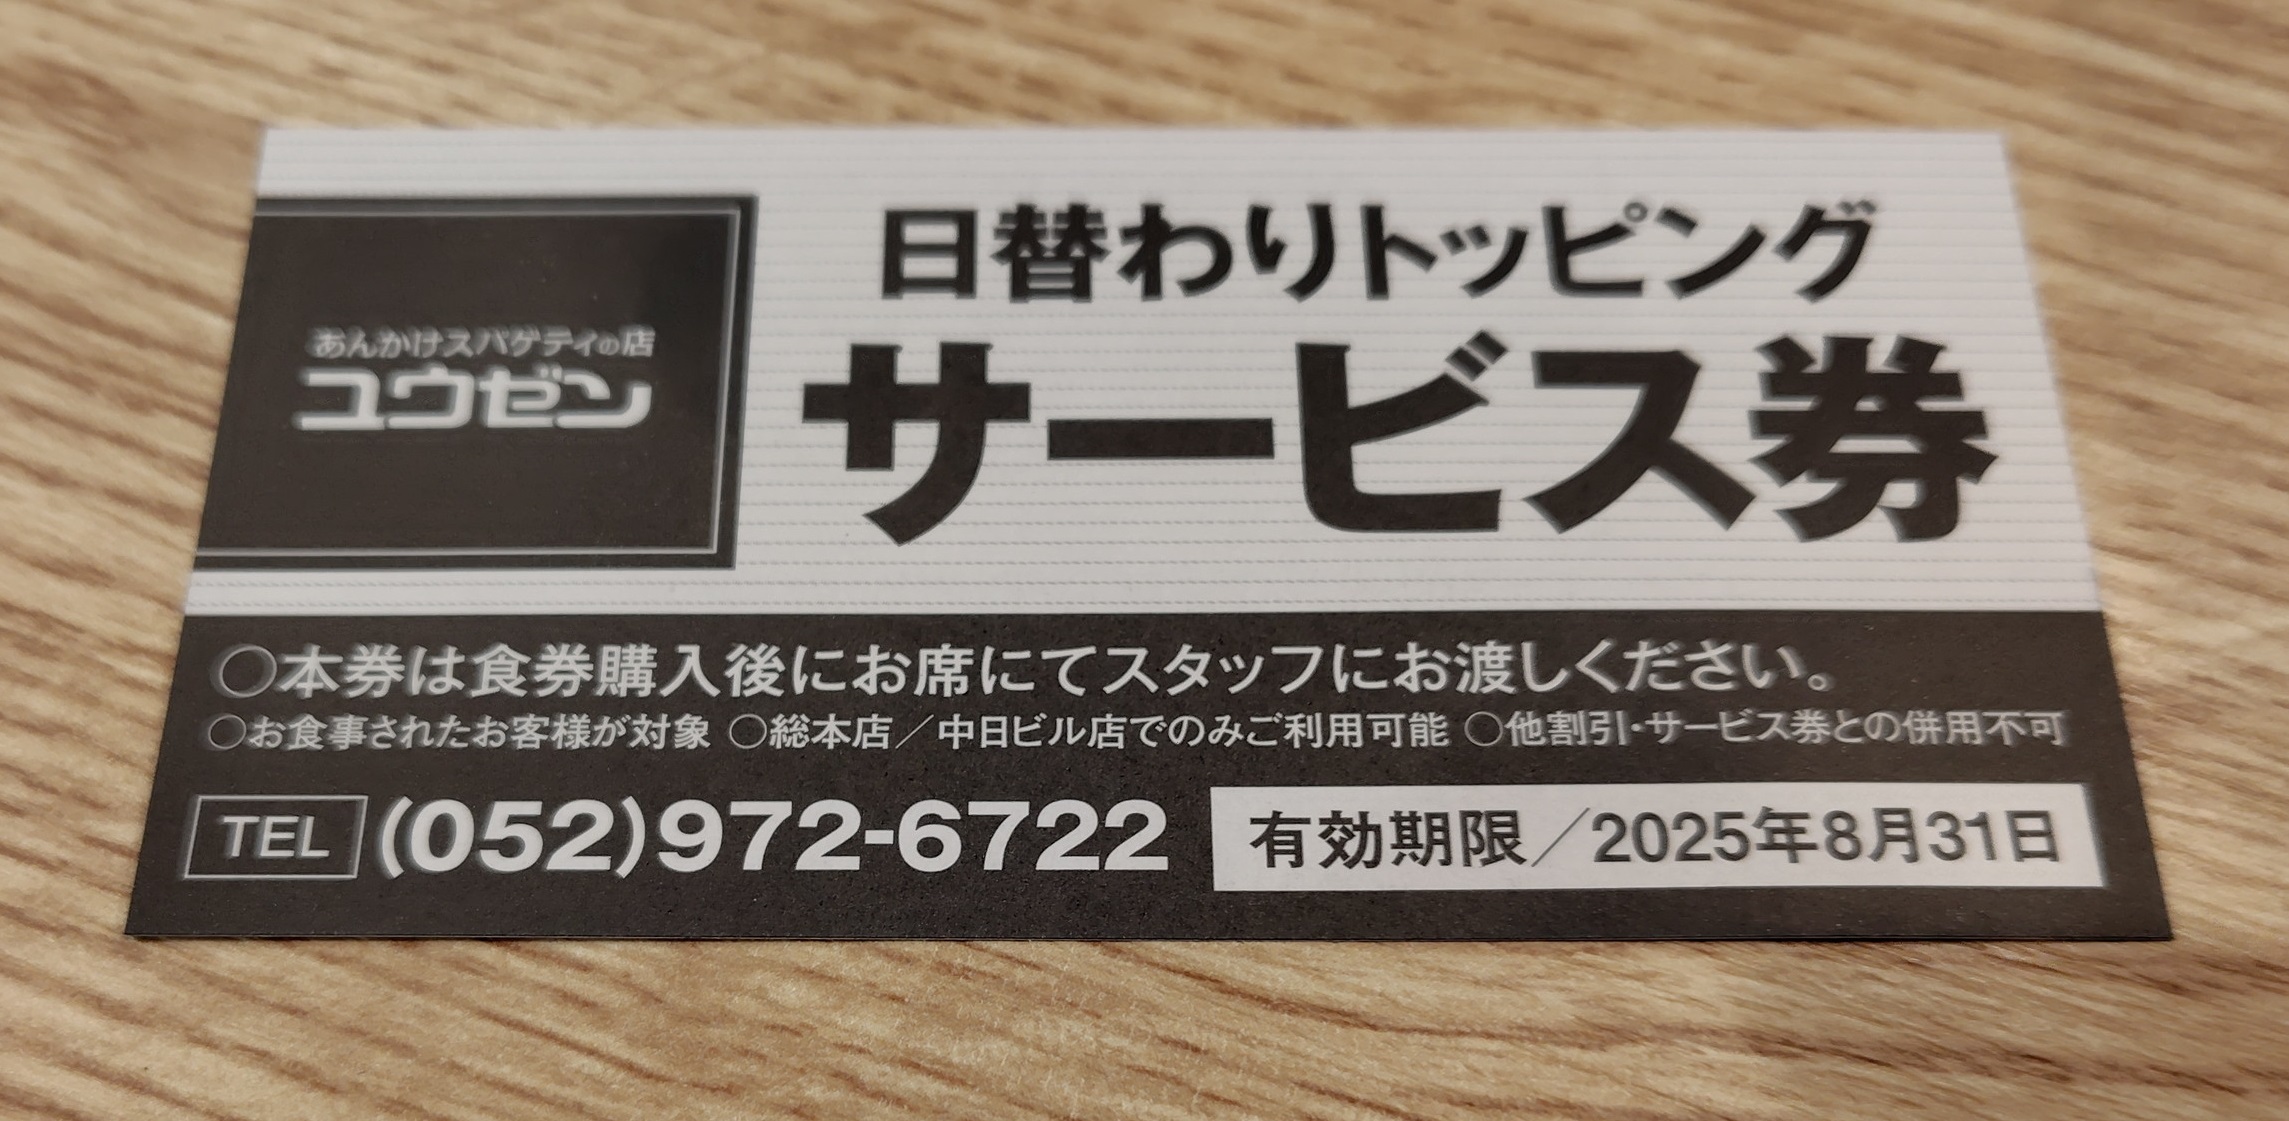 あんかけスパゲティの店
ユウゼン
日替わりトッピング
サービス券
○本券は食券購入後にお席にてスタッフにお渡しください。
○お食事されたお客様が対象 ○総本店／中日ビル店でのみご利用可能 ○他割引・サービス券との併用不可
TEL (052)972-6722 有効期限／2025年8月31日